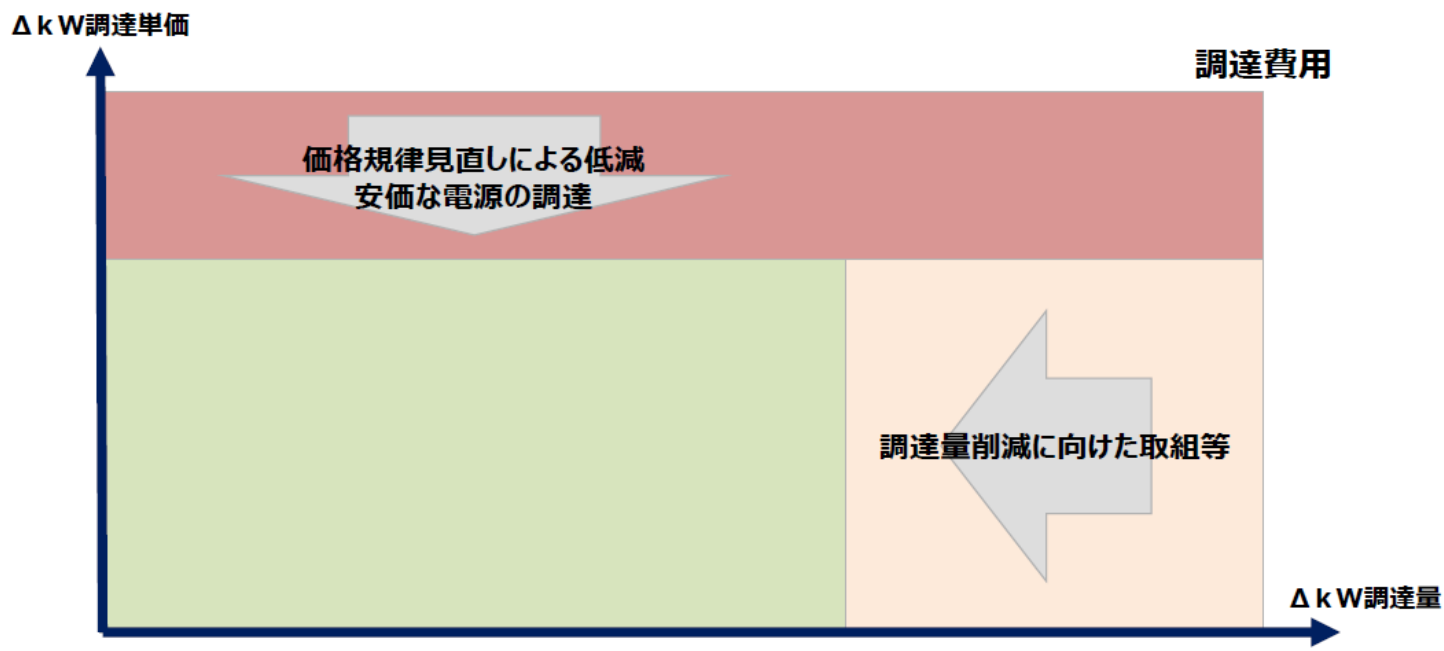 ΔｋW調達単価
調達費用
価格規律見直しによる低減
安価な電源の調達
調達量削減に向けた取組等
ΔｋW調達量